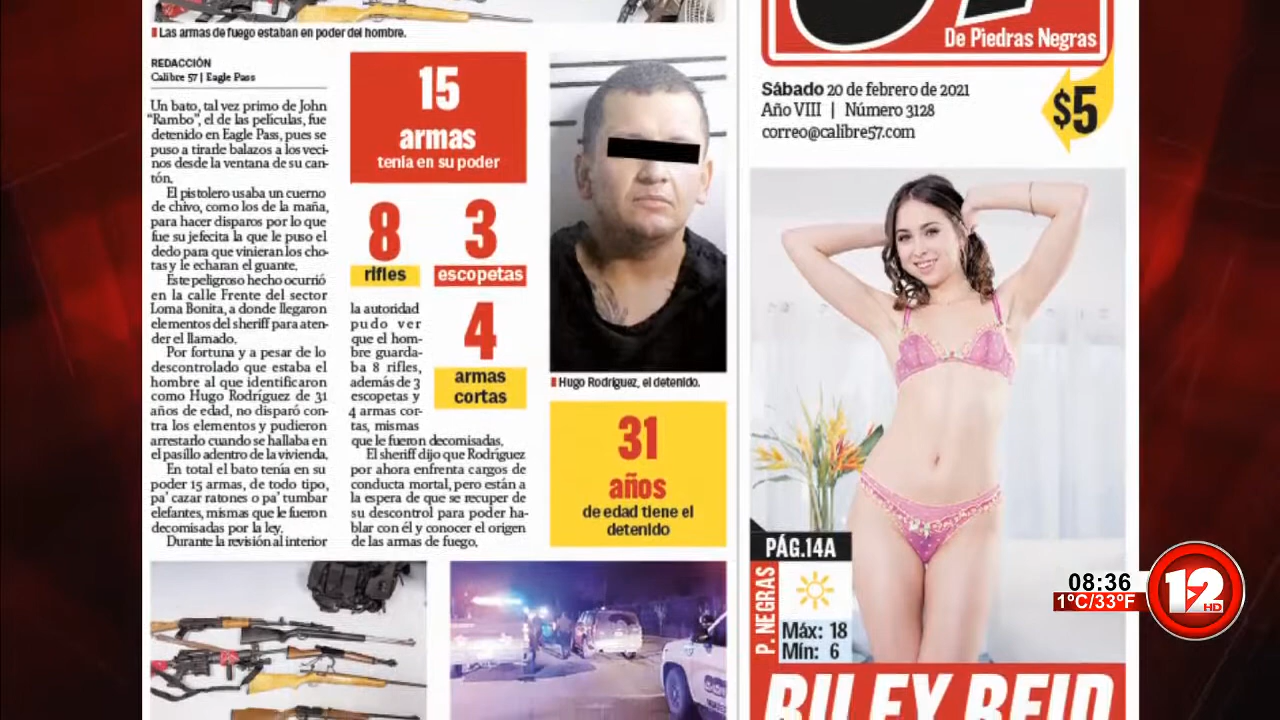 Las armas de fuego estaban en poder del hombre.
REDACCIÓN
Calibre 57 | Eagle Pass
Un bato, tal vez primo de John
“Rambo”, el de las películas, fue
detenido en Eagle Pass, pues se
puso a tirarle balazos a los veci-
nos desde la ventana de su can-
tón.
El pistolero usaba un cuerno
de chivo, como los de la maña,
para hacer disparos por lo que
fue su jefecita la que le puso el
dedo para que vinieran los cho-
tas y le echaran el guante.
Este peligroso hecho ocurrió
en la calle Frente del sector
Loma Bonita, a donde llegaron
elementos del sheriff para aten-
der el llamado.
Por fortuna y a pesar de lo
descontrolado que estaba el
hombre al que identificaron
como Hugo Rodríguez de 31
años de edad, no disparó con-
tra los elementos y pudieron
arrestarlo cuando se hallaba en
el pasillo adentro de la vivienda.
En total el bato tenía en su
poder 15 armas, de todo tipo,
pa’ cazar ratones o pa’ tumbar
elefantes, mismas que le fueron
decomisadas por la ley.
Durante la revisión al interior
15
armas
tenía en su poder
8
rifles
3
escopetas
4
armas
cortas
la autoridad
pudo ver
que el hom-
bre guarda-
ba 8 rifles,
además de 3
escopetas y
4 armas cor-
tas, mismas
que le fueron decomisadas.
El sheriff dijo que Rodríguez
por ahora enfrenta cargos de
conducta mortal, pero están a
la espera de que se recuper de
su descontrol para poder ha-
blar con él y conocer el origen
de las armas de fuego.
Hugo Rodríguez, el detenido.
31
años
de edad tiene el
detenido
De Piedras Negras
Sábado 20 de febrero de 2021
Año VIII | Número 3128
correo@calibre57.com
$5
PÁG.14A
P. NEGRAS
Máx: 18
Mín: 6
RILEY REID
08:36
1ºC/33ºF
12
HD